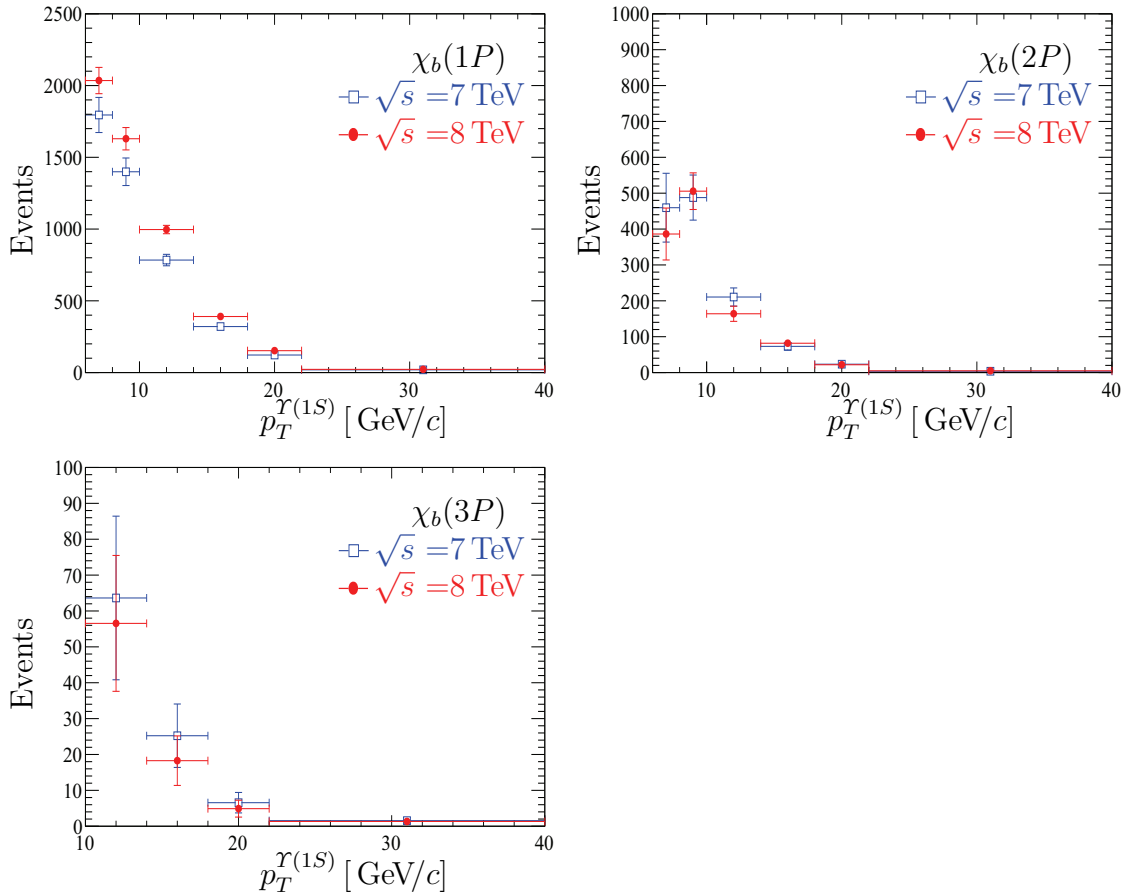 2500
2000
1500
1000
500
0
10 20 30 40
Events
χ_b(1P)
√s =7 TeV
√s =8 TeV
p_T^Υ(1S) [GeV/c]
1000
900
800
700
600
500
400
300
200
100
0
10 20 30 40
Events
χ_b(2P)
√s =7 TeV
√s =8 TeV
p_T^Υ(1S) [GeV/c]
100
90
80
70
60
50
40
30
20
10
0
10 20 30 40
Events
χ_b(3P)
√s =7 TeV
√s =8 TeV
p_T^Υ(1S) [GeV/c]